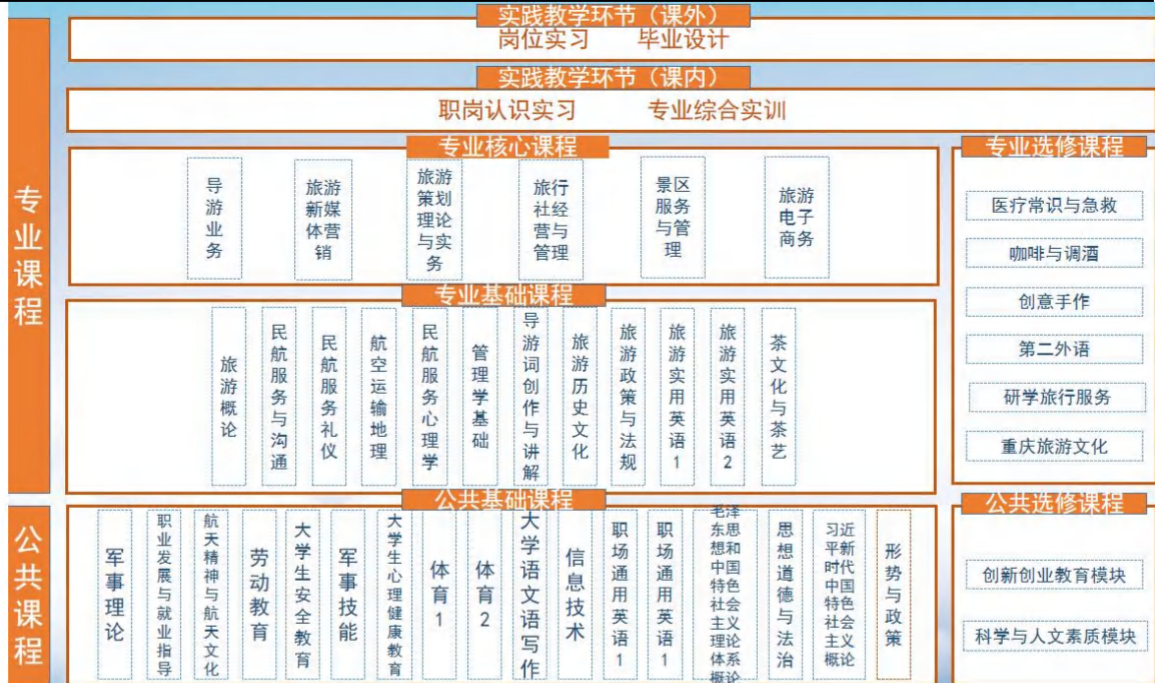 实践教学环节（课外）
岗位实习 毕业设计
实践教学环节（课内）
职岗认识实习 专业综合实训
专业课程
专业核心课程
导游业务
旅游新媒体营销
旅游策划理论与实务
旅行社经营与管理
景区服务与管理
旅游电子商务
专业基础课程
旅游概论
民航服务与沟通
民航服务礼仪
航空运输地理
民航服务心理学
管理学基础
导游词创作与讲解
旅游历史文化
旅游政策与法规
旅游实用英语1
旅游实用英语2
茶文化与茶艺
专业选修课程
医疗常识与急救
咖啡与调酒
创意手作
第二外语
研学旅行服务
重庆旅游文化
公共课程
公共基础课程
军事理论
职业发展与就业指导
航天精神与航天文化
劳动教育
大学生安全教育
军事技能
大学生心理健康教育
体育1
体育2
大学语文语写作
信息技术
职场通用英语1
职场通用英语1
毛泽东思想和中国特色社会主义理论体系概论
思想道德与法治
习近平新时代中国特色社会主义概论
形势与政策
公共选修课程
创新创业教育模块
科学与人文素质模块